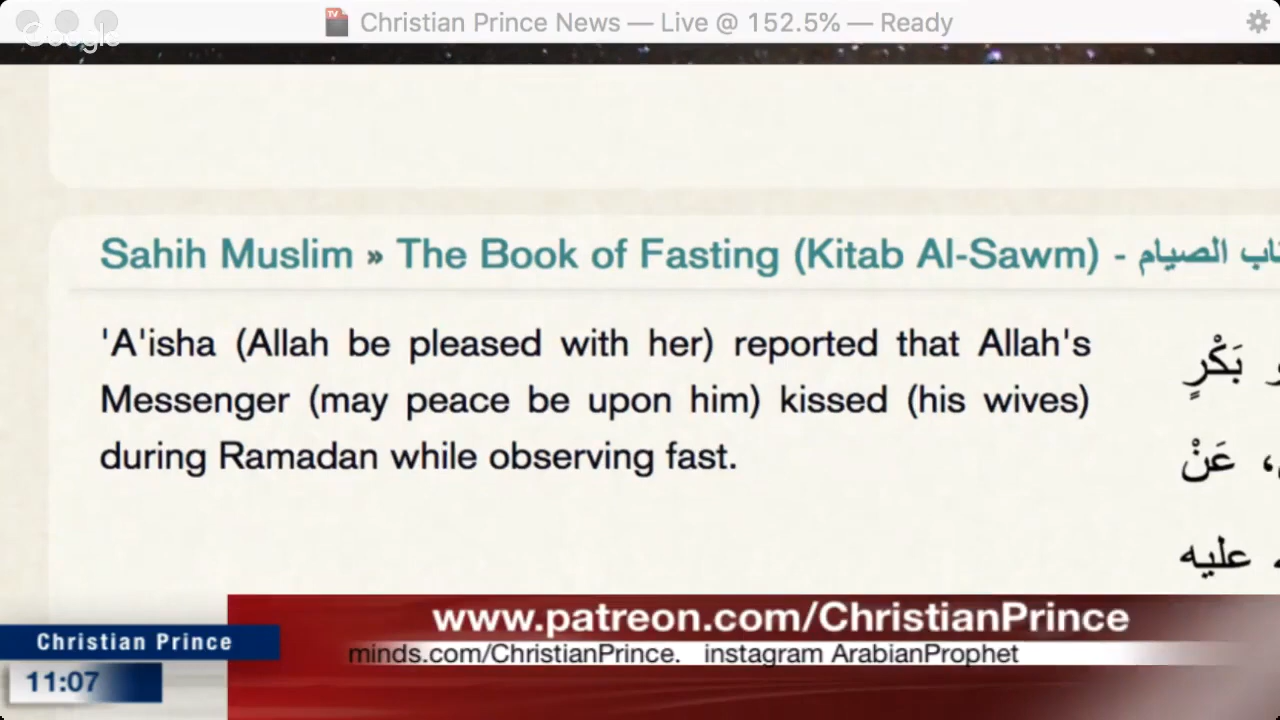 Christian Prince News — Live @ 152.5% — Ready
Google
Sahih Muslim » The Book of Fasting (Kitab Al-Sawm) - الصيام
'A'isha (Allah be pleased with her) reported that Allah's
Messenger (may peace be upon him) kissed (his wives)
during Ramadan while observing fast.
بَكْرٍ
عَنْ
عليه
www.patreon.com/ChristianPrince
minds.com/ChristianPrince. instagram ArabianProphet
Christian Prince
11:07